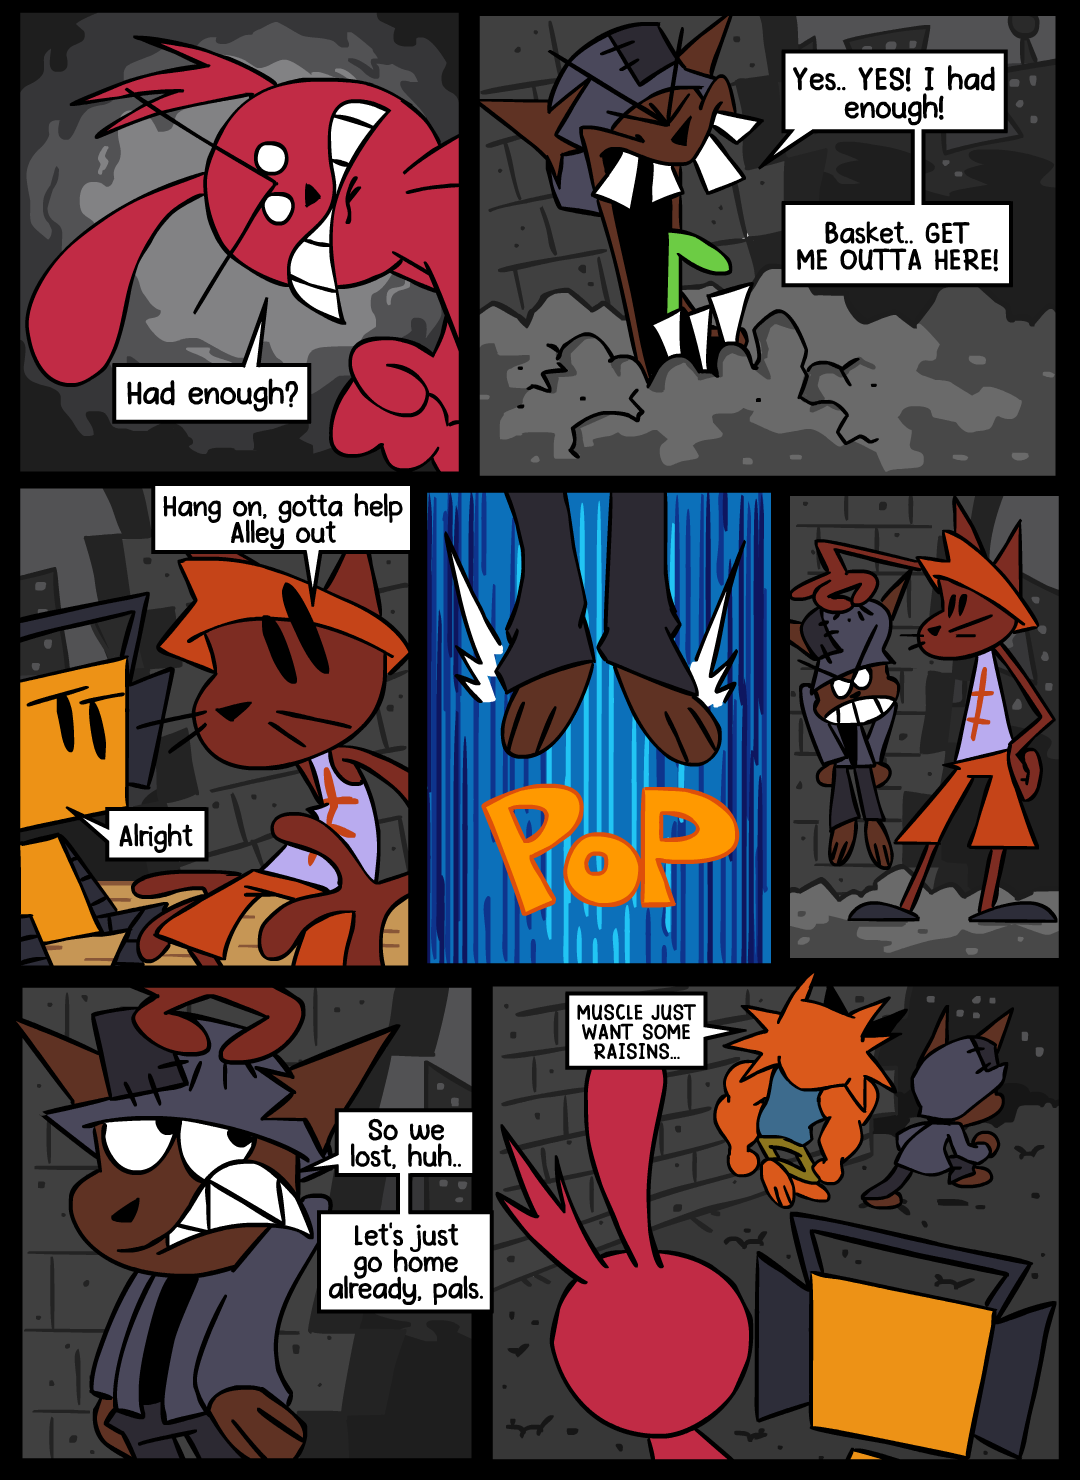 Had enough?
Yes.. YES! I had
enough!
Basket.. GET
ME OUTTA HERE!
Hang on, gotta help
Alley out
Alright
POP
So we
lost, huh..
Let's just
go home
already, pals.
MUSCLE JUST
WANT SOME
RAISINS...